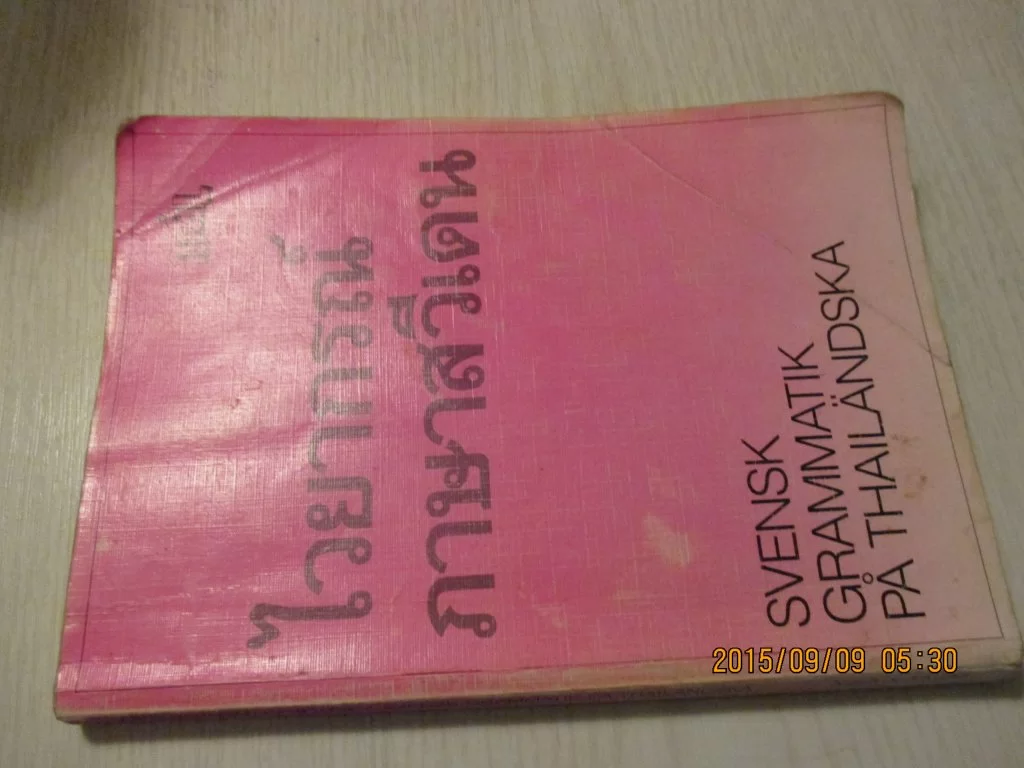 ไวยากรณ์
ภาษาสวีเดน
SVENSK
GRAMMATIK
PÅ THAILÄNDSKA
2015/09/09 05:30